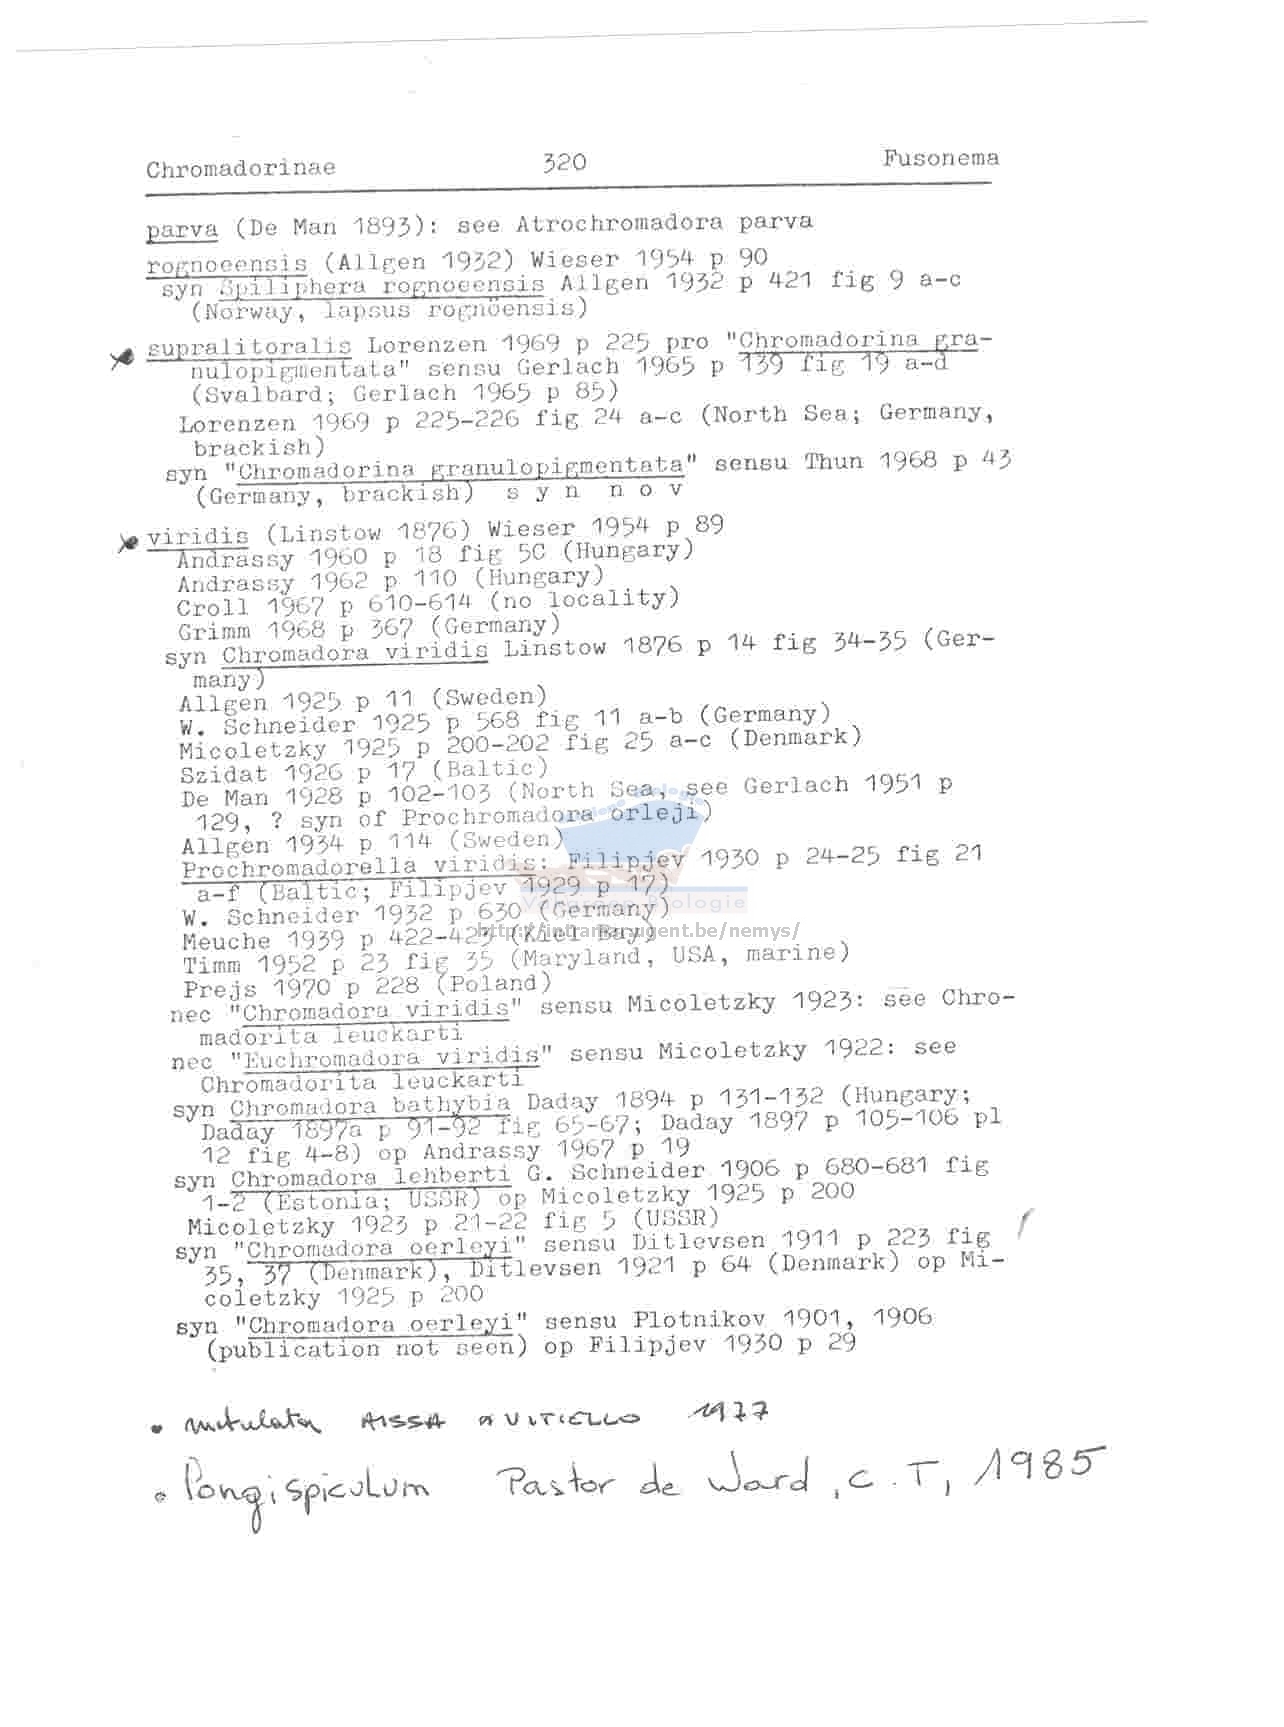 Chromadorinae 320 Fusonema
parva (De Man 1893): see Atrochromadora parva
rognoeensis (Allgen 1932) Wieser 1954 p 90
syn Spiliphera rognoeensis Allgen 1932 p 421 fig 9 a-c
(Norway, lapsus rognöensis)
supralitoralis Lorenzen 1969 p 225 pro "Chromadorina gra-
nulopigmentata" sensu Gerlach 1965 p 139 fig 19 a-d
(Svalbard; Gerlach 1965 p 85)
Lorenzen 1969 p 225-226 fig 24 a-c (North Sea; Germany,
brackish)
syn "Chromadorina granulopigmentata" sensu Thun 1968 p 43
(Germany, brackish) s y n n o v
viridis (Linstow 1876) Wieser 1954 p 89
Andrassy 1960 p 18 fig 5C (Hungary)
Andrassy 1962 p 110 (Hungary)
Croll 1967 p 610-614 (no locality)
Grimm 1968 p 367 (Germany)
syn Chromadora viridis Linstow 1876 p 14 fig 34-35 (Ger-
many)
Allgen 1925 p 11 (Sweden)
W. Schneider 1925 p 568 fig 11 a-b (Germany)
Micoletzky 1925 p 200-202 fig 25 a-c (Denmark)
Szidat 1926 p 17 (Baltic)
De Man 1928 p 102-103 (North Sea, see Gerlach 1951 p
129, ? syn of Prochromadora orleji)
Allgen 1934 p 114 (Sweden)
Prochromadorella viridis: Filipjev 1930 p 24-25 fig 21
a-f (Baltic; Filipjev 1929 p 17)
Vakgroep Biologie
W. Schneider 1932 p 630 (Germany)
http://intramar.ugent.be/nemys/
Meuche 1939 p 422-423 (Kiel Bay)
Timm 1952 p 23 fig 35 (Maryland, USA, marine)
Prejs 1970 p 228 (Poland)
nec "Chromadora viridis" sensu Micoletzky 1923: see Chro-
madorita leuckarti
nec "Euchromadora viridis" sensu Micoletzky 1922: see
Chromadorita leuckarti
syn Chromadora bathybia Daday 1894 p 131-132 (Hungary;
Daday 1897a p 91-92 fig 65-67; Daday 1897 p 105-106 pl
12 fig 4-8) op Andrassy 1967 p 19
syn Chromadora lehberti G. Schneider 1906 p 680-681 fig
1-2 (Estonia; USSR) op Micoletzky 1925 p 200
Micoletzky 1923 p 21-22 fig 5 (USSR)
syn "Chromadora oerleyi" sensu Ditlevsen 1911 p 223 fig
35, 37 (Denmark), Ditlevsen 1921 p 64 (Denmark) op Mi-
coletzky 1925 p 200
syn "Chromadora oerleyi" sensu Plotnikov 1901, 1906
(publication not seen) op Filipjev 1930 p 29
• AISSA VITIELLO 1977
• longispiculum Pastor de Ward, C.T, 1985